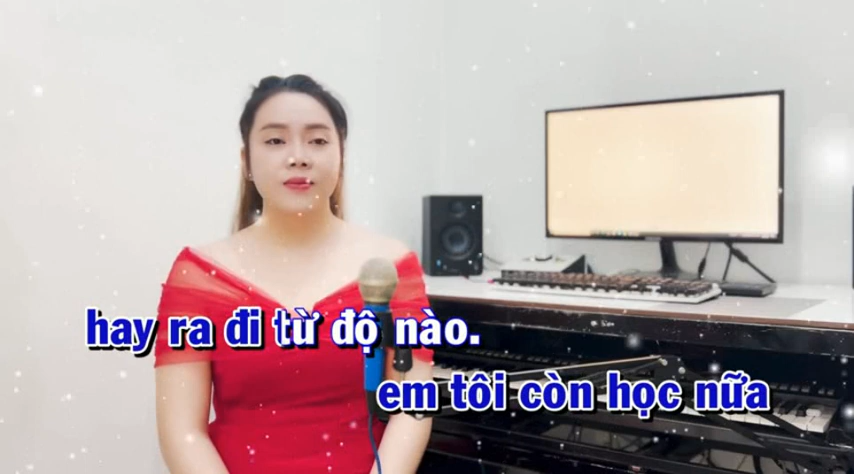 hay ra đi từ độ nào.
em tôi còn học nữa